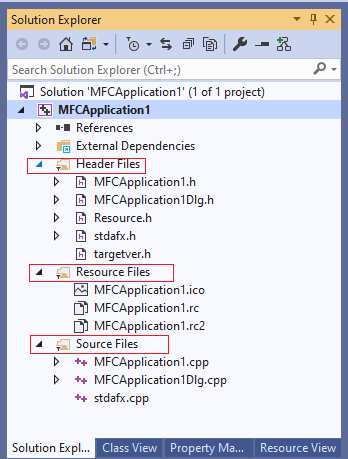 Solution Explorer
Search Solution Explorer (Ctrl+;)
Solution 'MFCApplication1' (1 of 1 project)
MFCApplication1
References
External Dependencies
Header Files
MFCApplication1.h
MFCApplication1Dlg.h
Resource.h
stdafx.h
targetver.h
Resource Files
MFCApplication1.ico
MFCApplication1.rc
MFCApplication1.rc2
Source Files
MFCApplication1.cpp
MFCApplication1Dlg.cpp
stdafx.cpp
Solution Expl... Class View Property Ma... Resource View